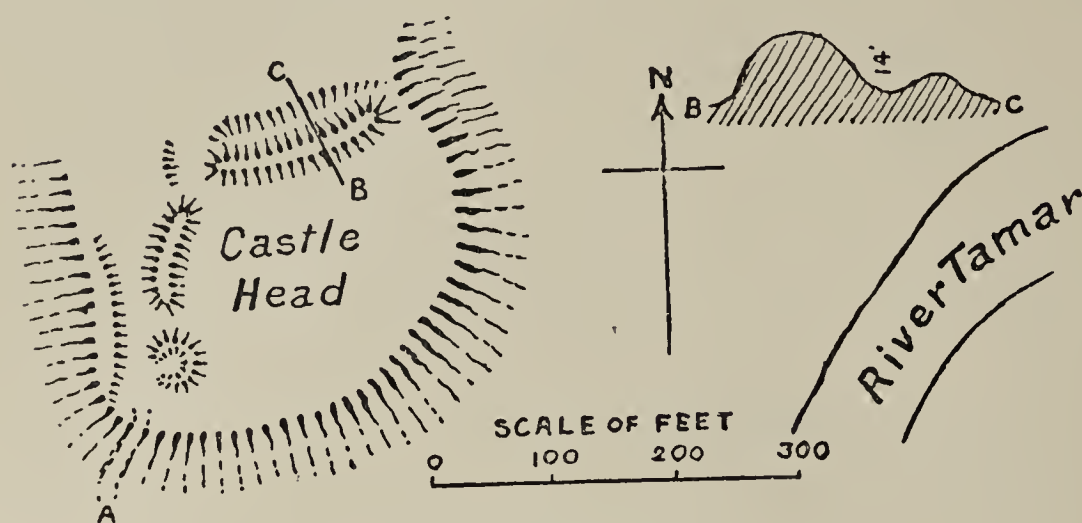 C
B
Castle
Head
A
N
B
14'
C
River Tamar
SCALE OF FEET
0 100 200 300